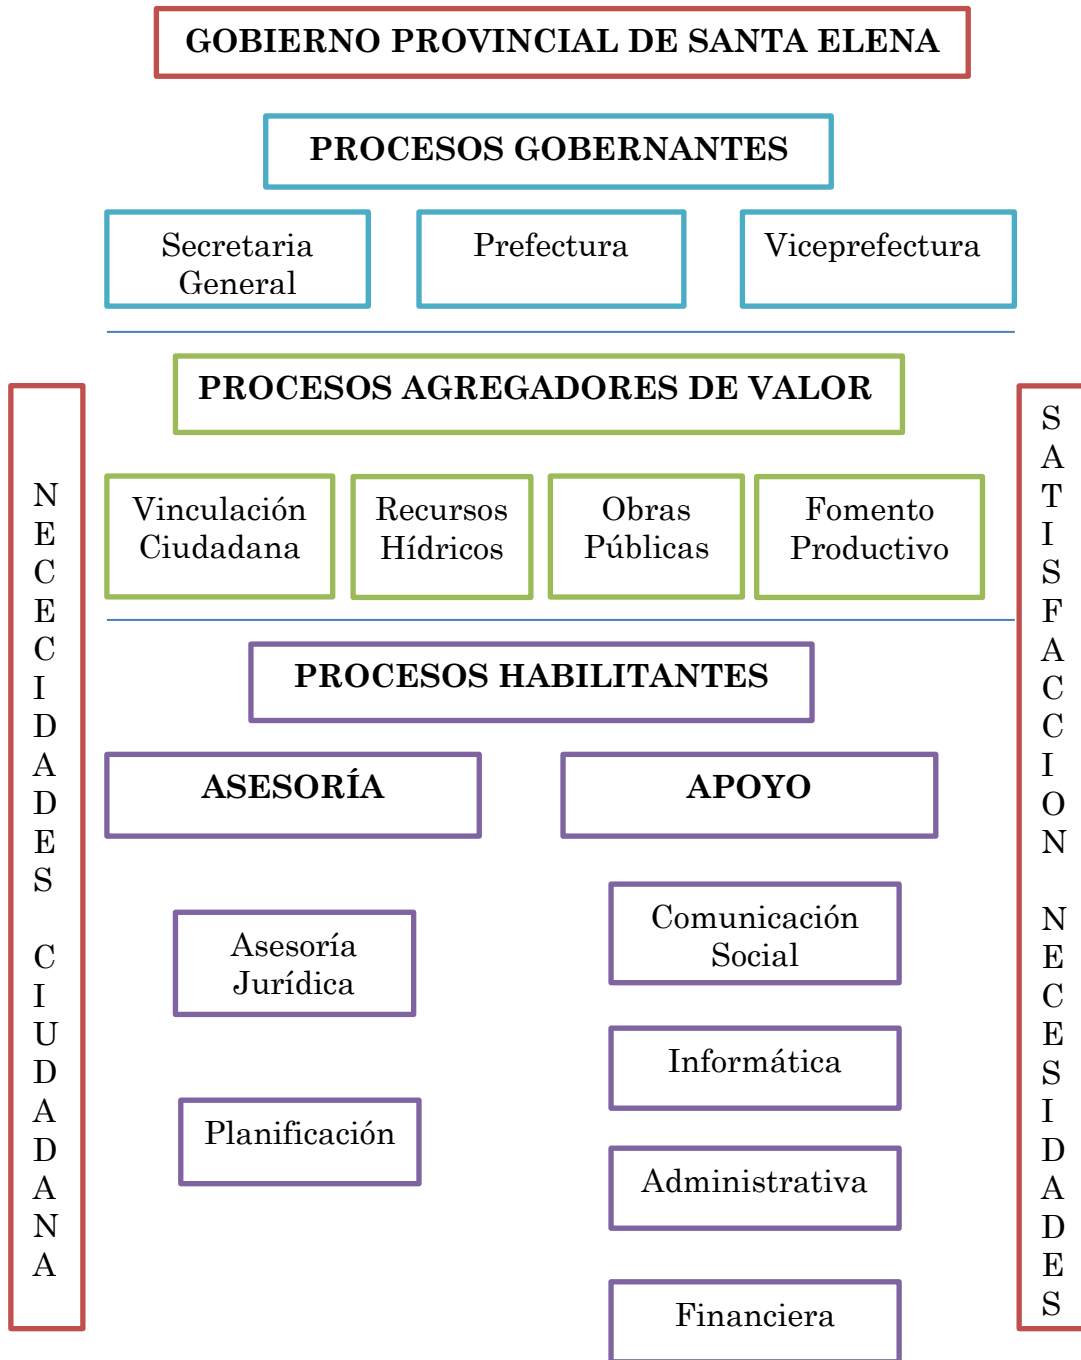 GOBIERNO PROVINCIAL DE SANTA ELENA
PROCESOS GOBERNANTES
Secretaria
General
Prefectura
Viceprefectura
PROCESOS AGREGADORES DE VALOR
Vinculación
Ciudadana
Recursos
Hídricos
Obras
Públicas
Fomento
Productivo
PROCESOS HABILITANTES
ASESORÍA
APOYO
Asesoría
Jurídica
Planificación
Comunicación
Social
Informática
Administrativa
Financiera
NECECIDADES CIUDADANA
SATISFACCION NECESIDADES